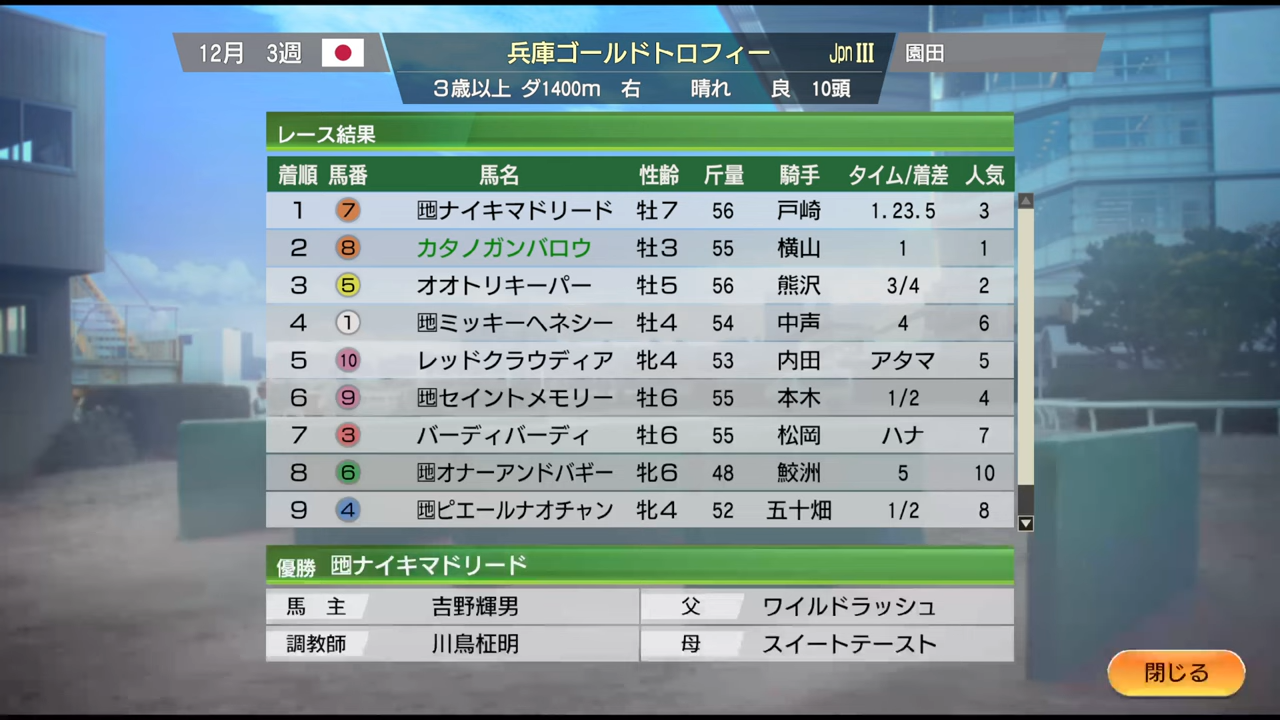 12月 3週 兵庫ゴールドトロフィー JpnIII 園田
3歳以上 ダ1400m 右 晴れ 良 10頭
レース結果
着順 馬番 馬名 性齢 斤量 騎手 タイム/着差 人気
1 7 地ナイキマドリード 牡7 56 戸崎 1.23.5 3
2 8 カタノガンバロウ 牡3 55 横山 1 1
3 5 オオトリキーパー 牡5 56 熊沢 3/4 2
4 1 地ミッキーヘネシー 牡4 54 中声 4 6
5 10 レッドクラウディア 牝4 53 内田 アタマ 5
6 9 地セイントメモリー 牡6 55 本木 1/2 4
7 3 バーディバーディ 牡6 55 松岡 ハナ 7
8 6 地オナーアンドバギー 牝6 48 鮫洲 5 10
9 4 地ピエールナオチャン 牝4 52 五十畑 1/2 8
優勝 地ナイキマドリード
馬主 吉野輝男 父 ワイルドラッシュ
調教師 川鳥柾明 母 スイートテースト
閉じる